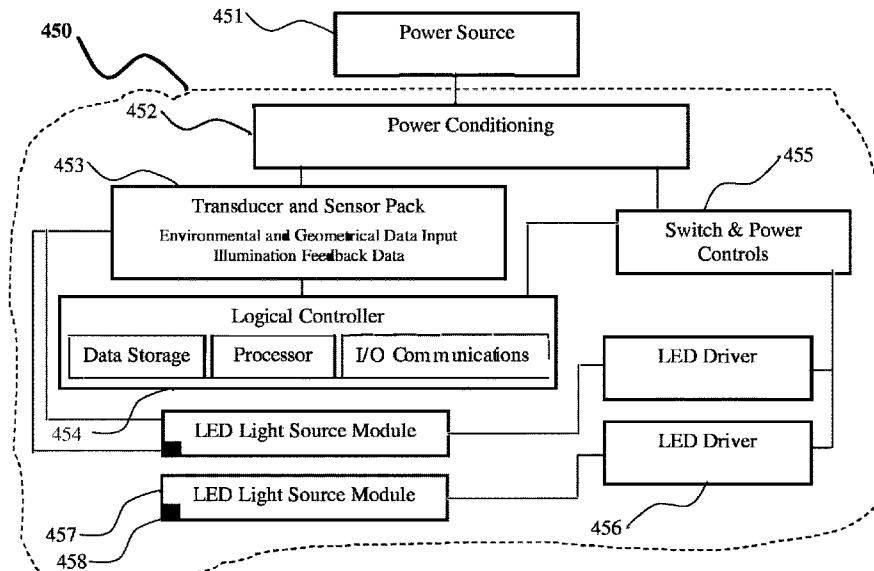 451
Power Source
450
452
Power Conditioning
453
455
Transducer and Sensor Pack
Environmental and Geometrical Data Input
Illumination Feedback Data
Switch & Power
Controls
Logical Controller
Data Storage
Processor
I/O Communications
LED Driver
454
LED Light Source Module
LED Driver
LED Light Source Module
457
456
458